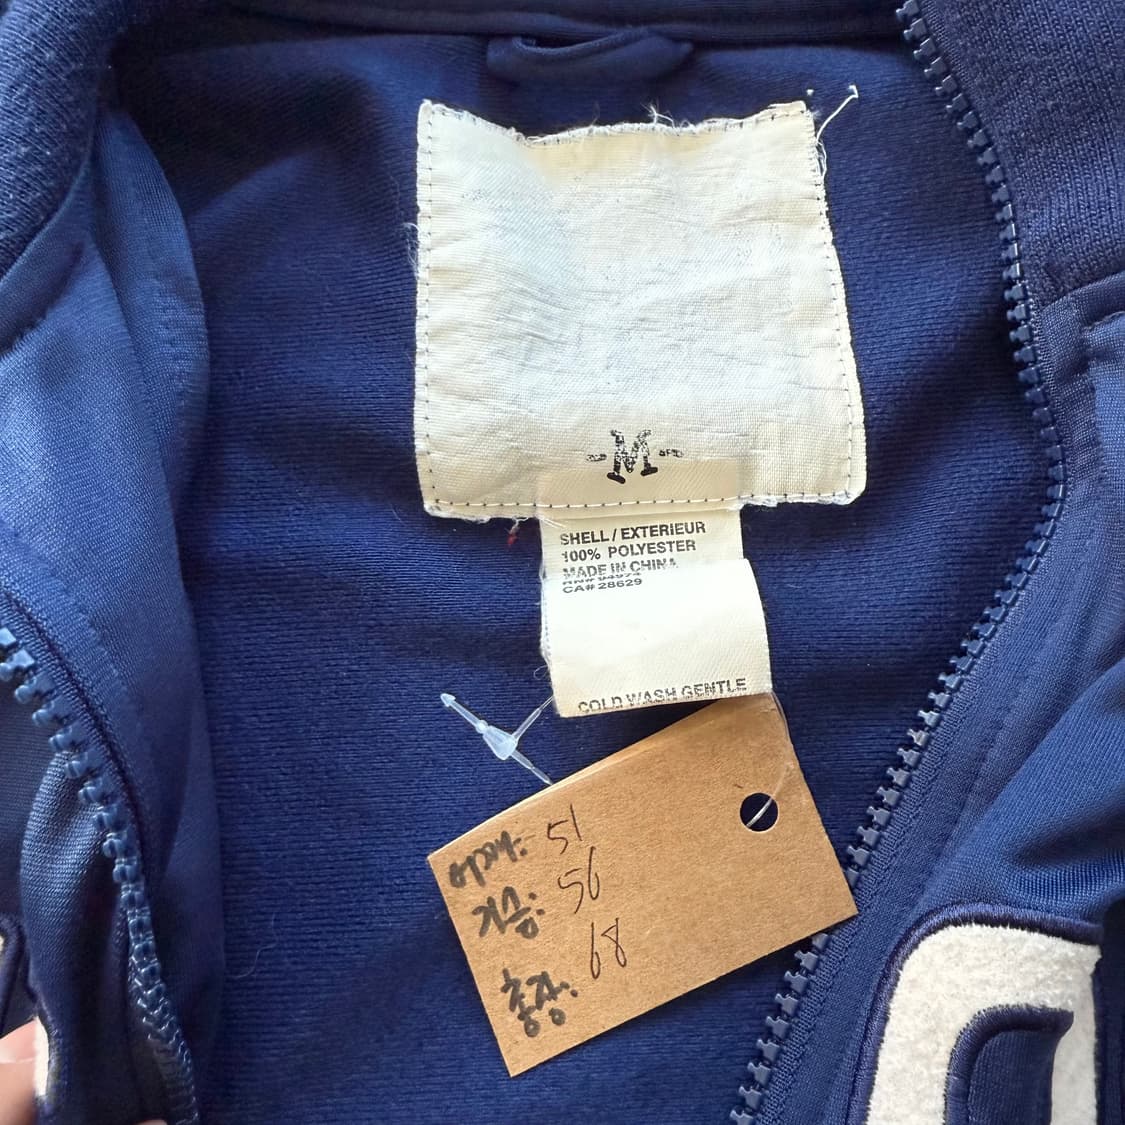 M
SHELL / EXTERIEUR
100% POLYESTER
MADE IN CHINA
CA# 28629
COLD WASH GENTLE
어깨: 51
가슴: 56
총장: 68